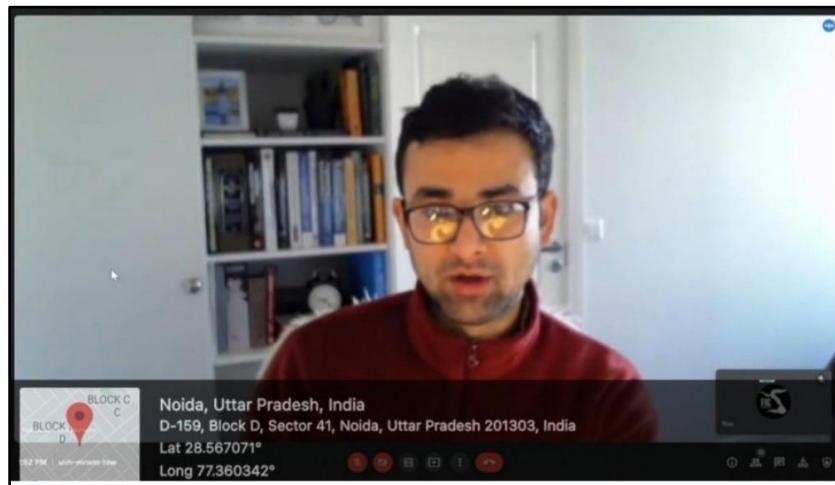 BLOCK C
C
BLOCK
D
Noida, Uttar Pradesh, India
D-159, Block D, Sector 41, Noida, Uttar Pradesh 201303, India
Lat 28.567071°
Long 77.360342°
PM